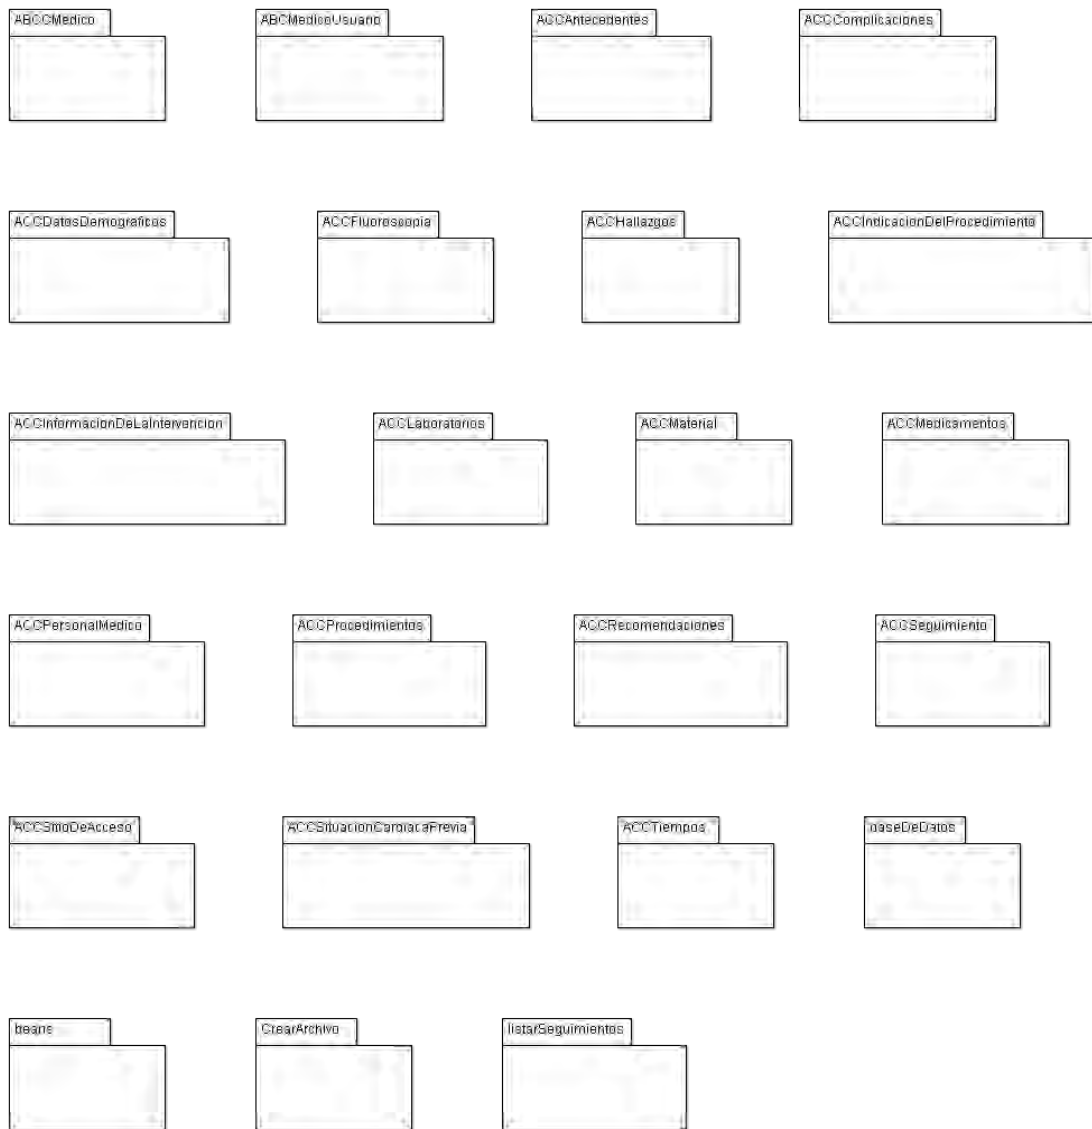 ABCCMedico
ABCMedicoUsuario
ACCAntecedentes
ACCComplicaciones
ACCDatosDemograficos
ACCFluoroscopia
ACCHallazgos
ACCIndicacionDelProcedimiento
ACCInformacionDeLaIntervencion
ACCLaboratorios
ACCMaterial
ACCMedicamentos
ACCPersonalMedico
ACCProcedimientos
ACCRecomendaciones
ACCSeguimiento
ACCSitioDeAcceso
ACCSituacionCardiacaPrevia
ACCTiempos
baseDeDatos
beans
CrearArchivo
listarSeguimientos